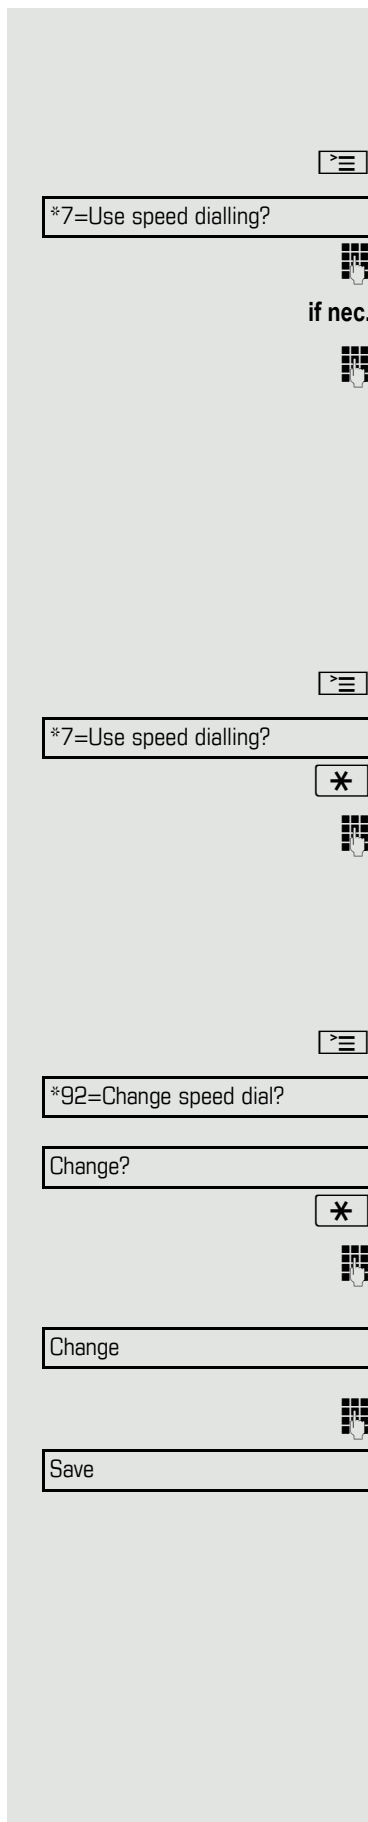 *7=Use speed dialling?
if nec.
*7=Use speed dialling?
*92=Change speed dial?
Change?
Change
Save